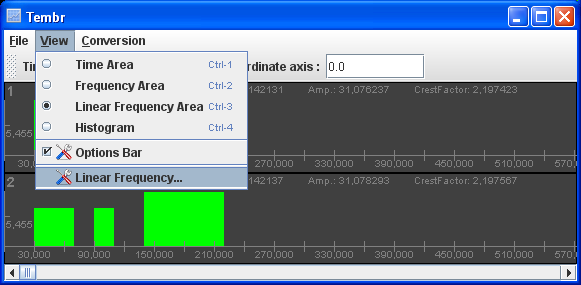 Tembr
File View Conversion
Time Area Ctrl-1
Frequency Area Ctrl-2
Linear Frequency Area Ctrl-3
Histogram Ctrl-4
Options Bar
Linear Frequency...
rdinate axis : 0.0
1 142131 Amp.: 31,076237 CrestFactor: 2,197423
5,455
30,000 270,000 330,000 390,000 450,000 510,000 570,0
2 142137 Amp.: 31,078293 CrestFactor: 2,197567
5,455
30,000 90,000 150,000 210,000 270,000 330,000 390,000 450,000 510,000 570,0